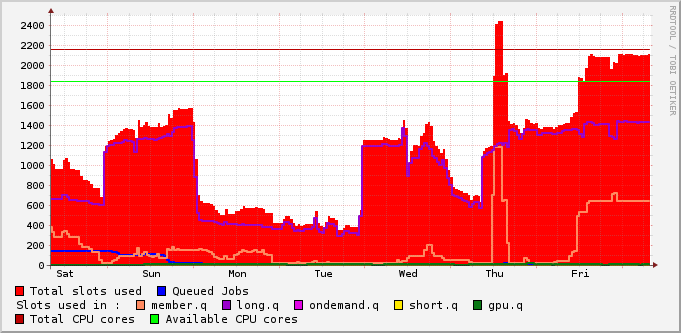 RRDTOOL / TOBI OETIKER
2400
2200
2000
1800
1600
1400
1200
1000
800
600
400
200
0
Sat Sun Mon Tue Wed Thu Fri
Total slots used Queued Jobs
Slots used in : member.q long.q ondemand.q short.q gpu.q
Total CPU cores Available CPU cores